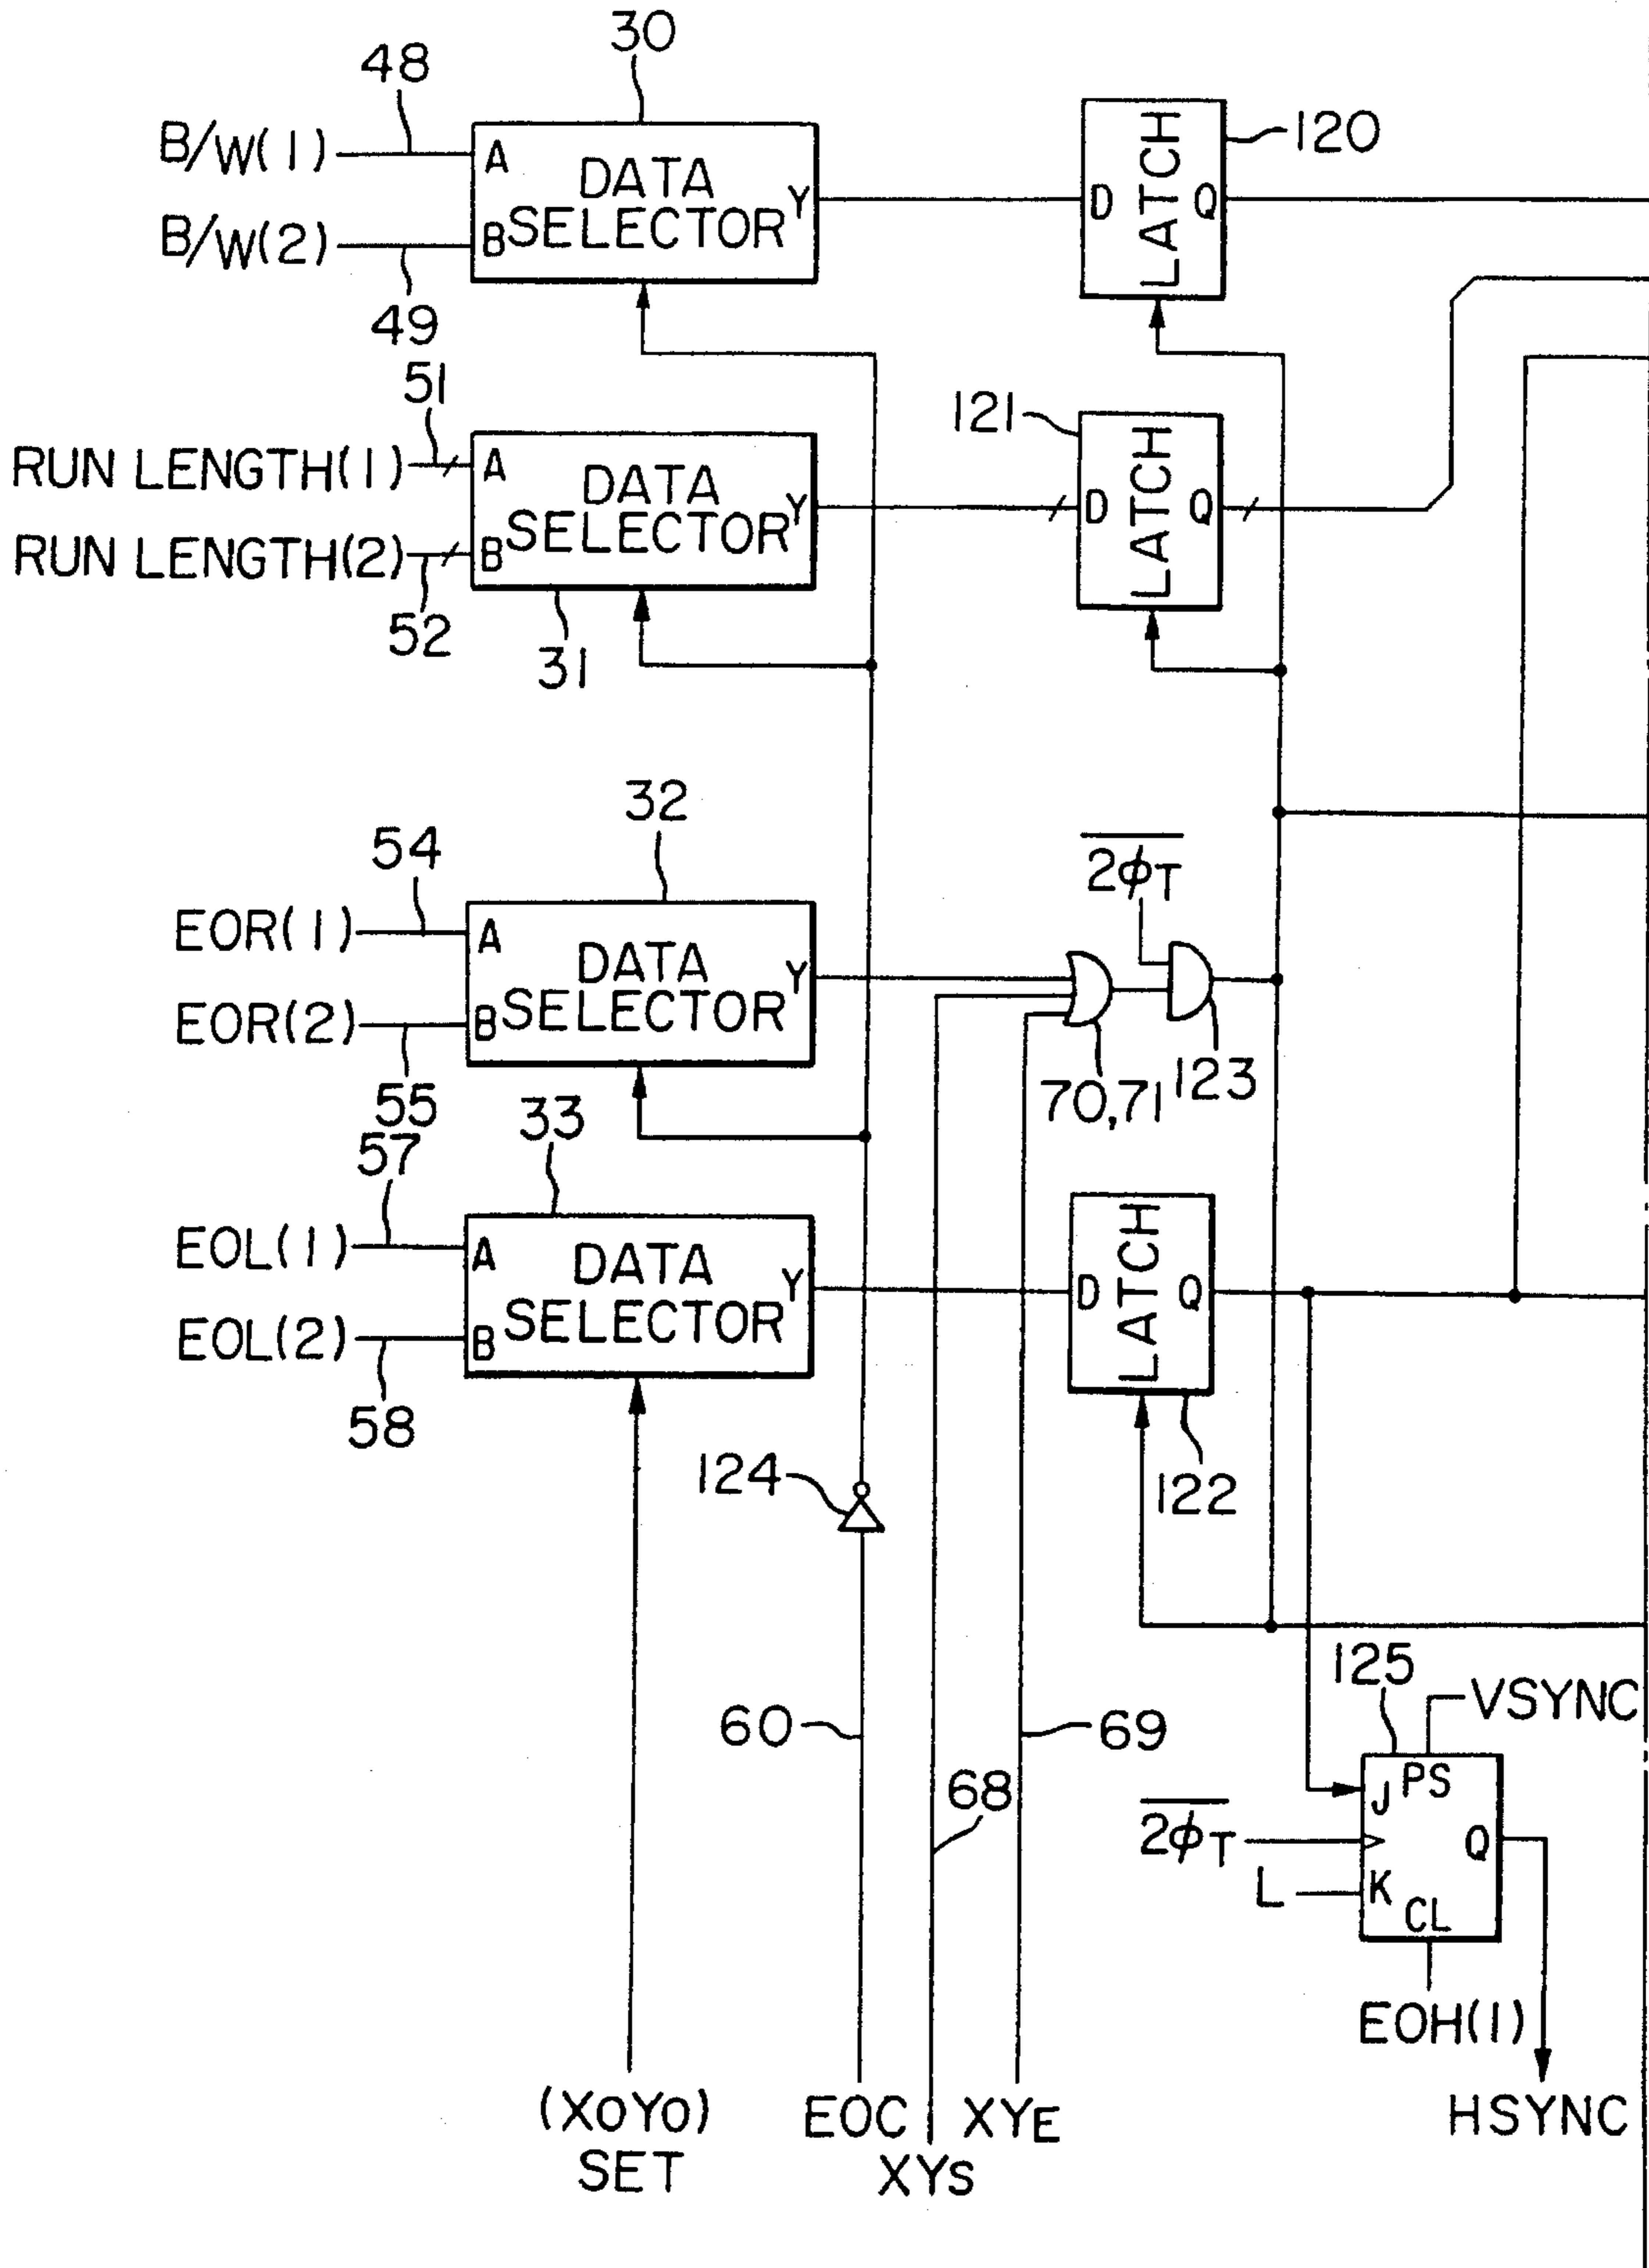 30
48
B/W(1)
A
DATA
SELECTOR
Y
B
B/W(2)
49
D
LATCH
Q
120
51
RUN LENGTH(1)
A
DATA
SELECTOR
Y
B
RUN LENGTH(2)
52
31
121
D
LATCH
Q
32
54
EOR(1)
A
DATA
SELECTOR
Y
B
EOR(2)
55
2ϕT
70,71
123
33
57
EOL(1)
A
DATA
SELECTOR
Y
B
EOL(2)
58
D
LATCH
Q
122
124
60
68
69
125
VSYNC
PS
J
2ϕT
Q
L
K
CL
EOH(1)
HSYNC
(XOYO)
SET
EOC
XYS
XYE